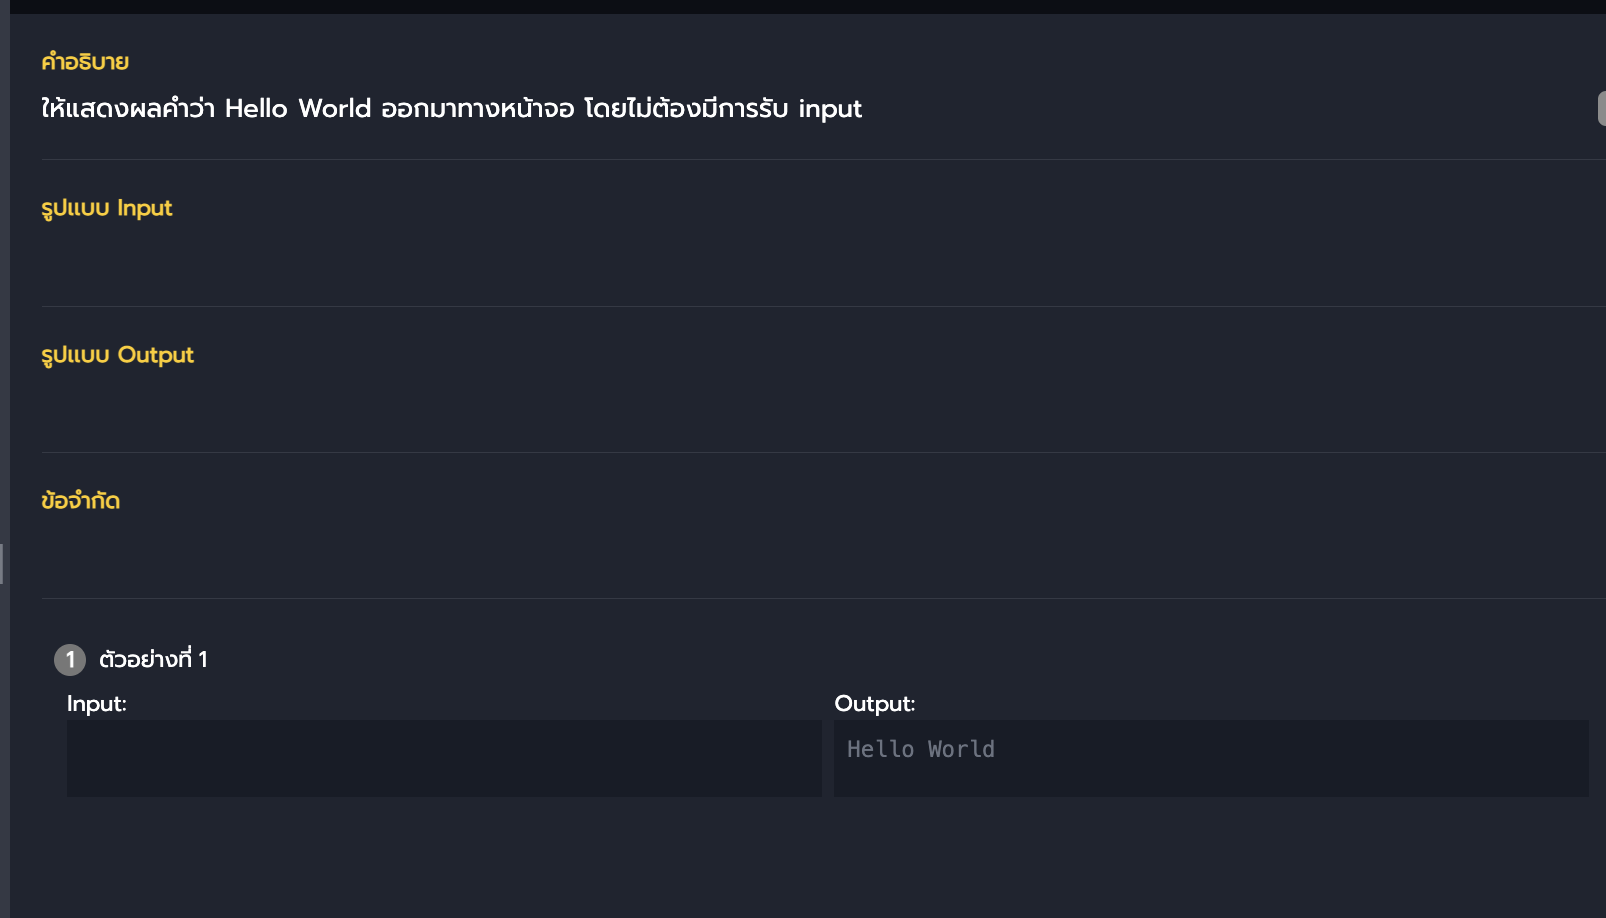 คำอธิบาย
ให้แสดงผลคำว่า Hello World ออกมาทางหน้าจอ โดยไม่ต้องมีการรับ input
รูปแบบ Input
รูปแบบ Output
ข้อจำกัด
1 ตัวอย่างที่ 1
Input:
Output:
Hello World